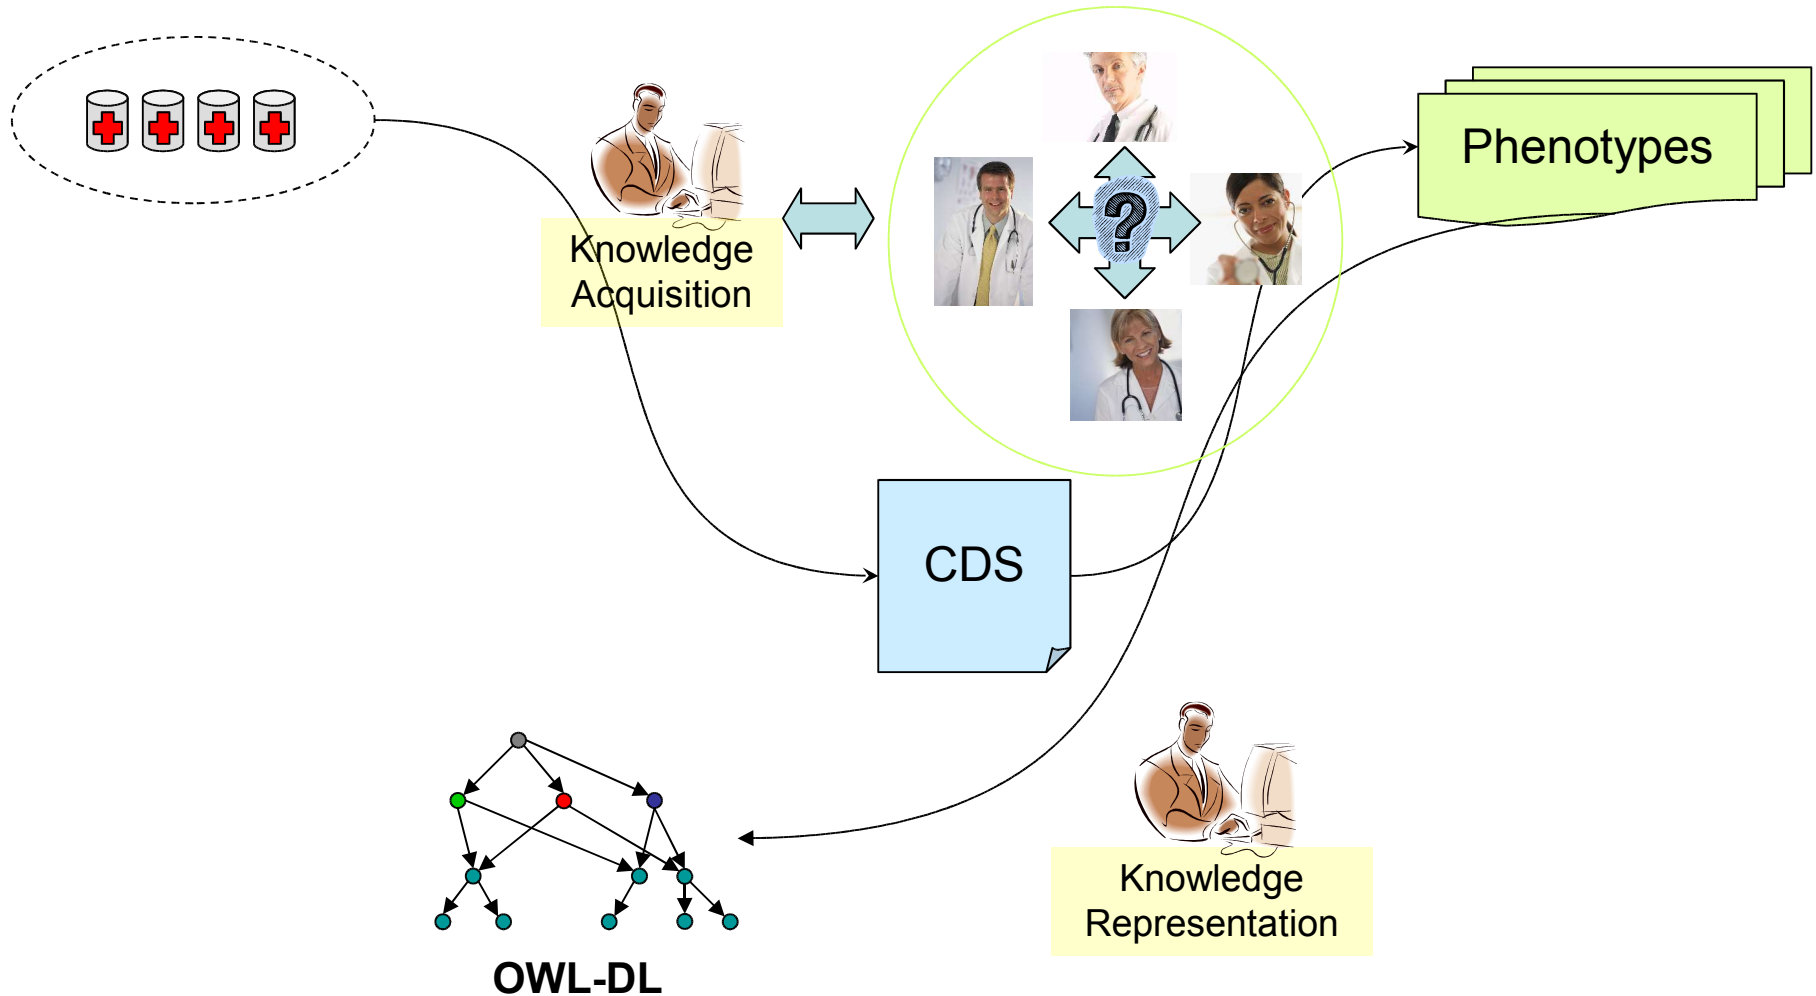 Knowledge
Acquisition
?
Phenotypes
CDS
Knowledge
Representation
OWL-DL